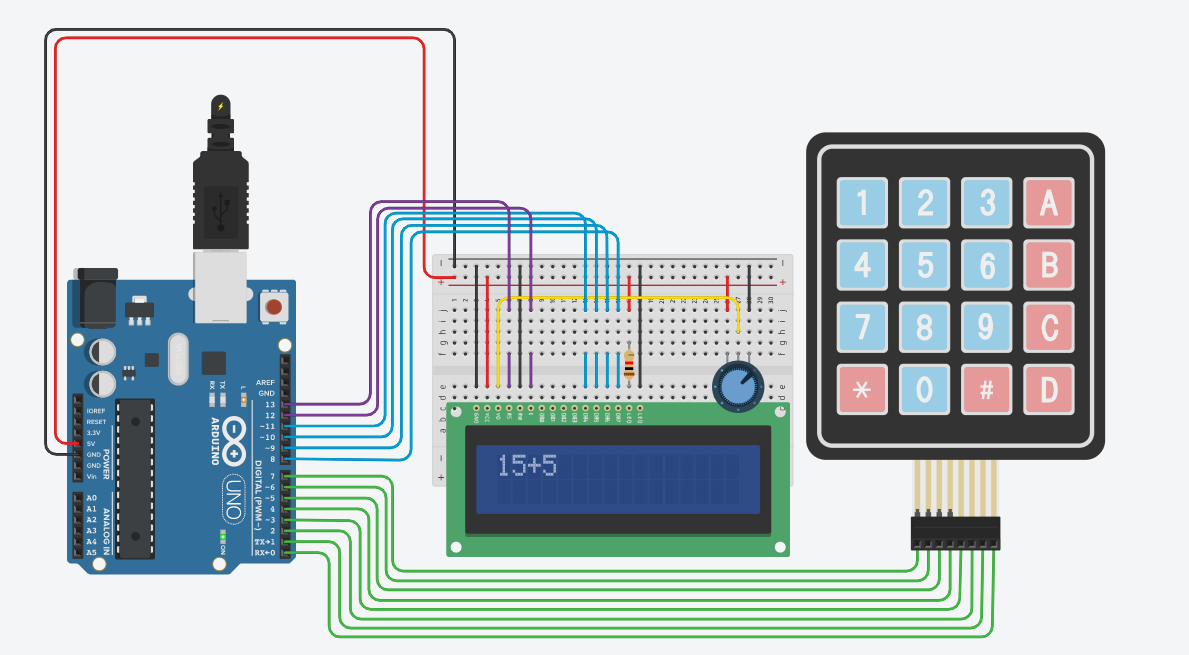 1 2 3 A
4 5 6 B
7 8 9 C
* 0 # D
15+5
AREF
GND
13
12
~11
~10
~9
8
7
~6
~5
4
~3
2
TX→1
RX←0
DIGITAL (PWM~)
IOREF
RESET
3.3V
5V
GND
GND
Vin
POWER
A0
A1
A2
A3
A4
A5
ANALOG IN
RX
TX
L
ARDUINO
UNO
ON